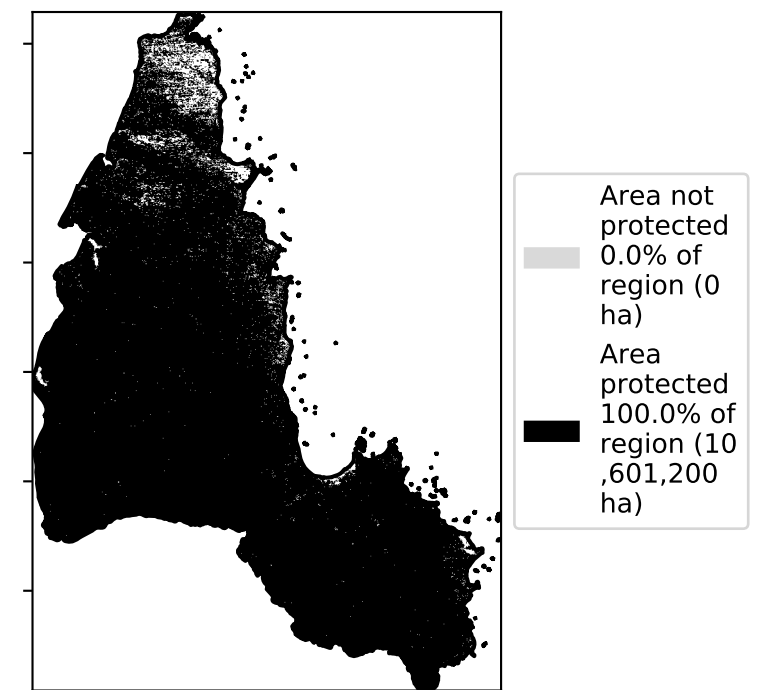 Area not
protected
0.0% of
region (0
ha)
Area
protected
100.0% of
region (10
,601,200
ha)